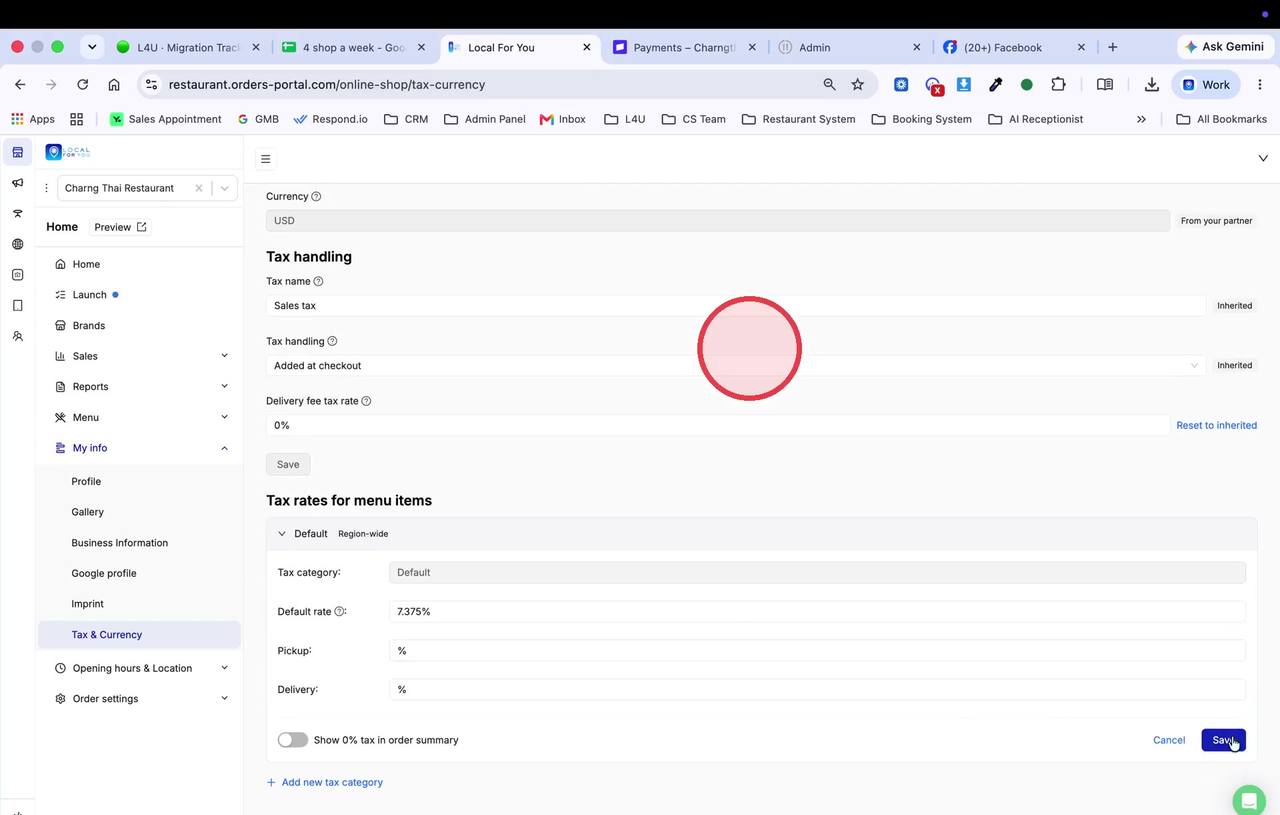 L4U · Migration Track
4 shop a week - Goo
Local For You
Payments – Charngth
Admin
(20+) Facebook
Ask Gemini
restaurant.orders-portal.com/online-shop/tax-currency
Work
Apps
Sales Appointment
GMB
Respond.io
CRM
Admin Panel
Inbox
L4U
CS Team
Restaurant System
Booking System
AI Receptionist
All Bookmarks
LOCAL
FOR YOU
Charng Thai Restaurant
Home
Preview
Home
Launch
Brands
Sales
Reports
Menu
My info
Profile
Gallery
Business Information
Google profile
Imprint
Tax & Currency
Opening hours & Location
Order settings
Currency
USD
From your partner
Tax handling
Tax name
Sales tax
Inherited
Tax handling
Added at checkout
Inherited
Delivery fee tax rate
0%
Reset to inherited
Save
Tax rates for menu items
Default Region-wide
Tax category:
Default
Default rate :
7.375%
Pickup:
%
Delivery:
%
Show 0% tax in order summary
Cancel
Save
+ Add new tax category